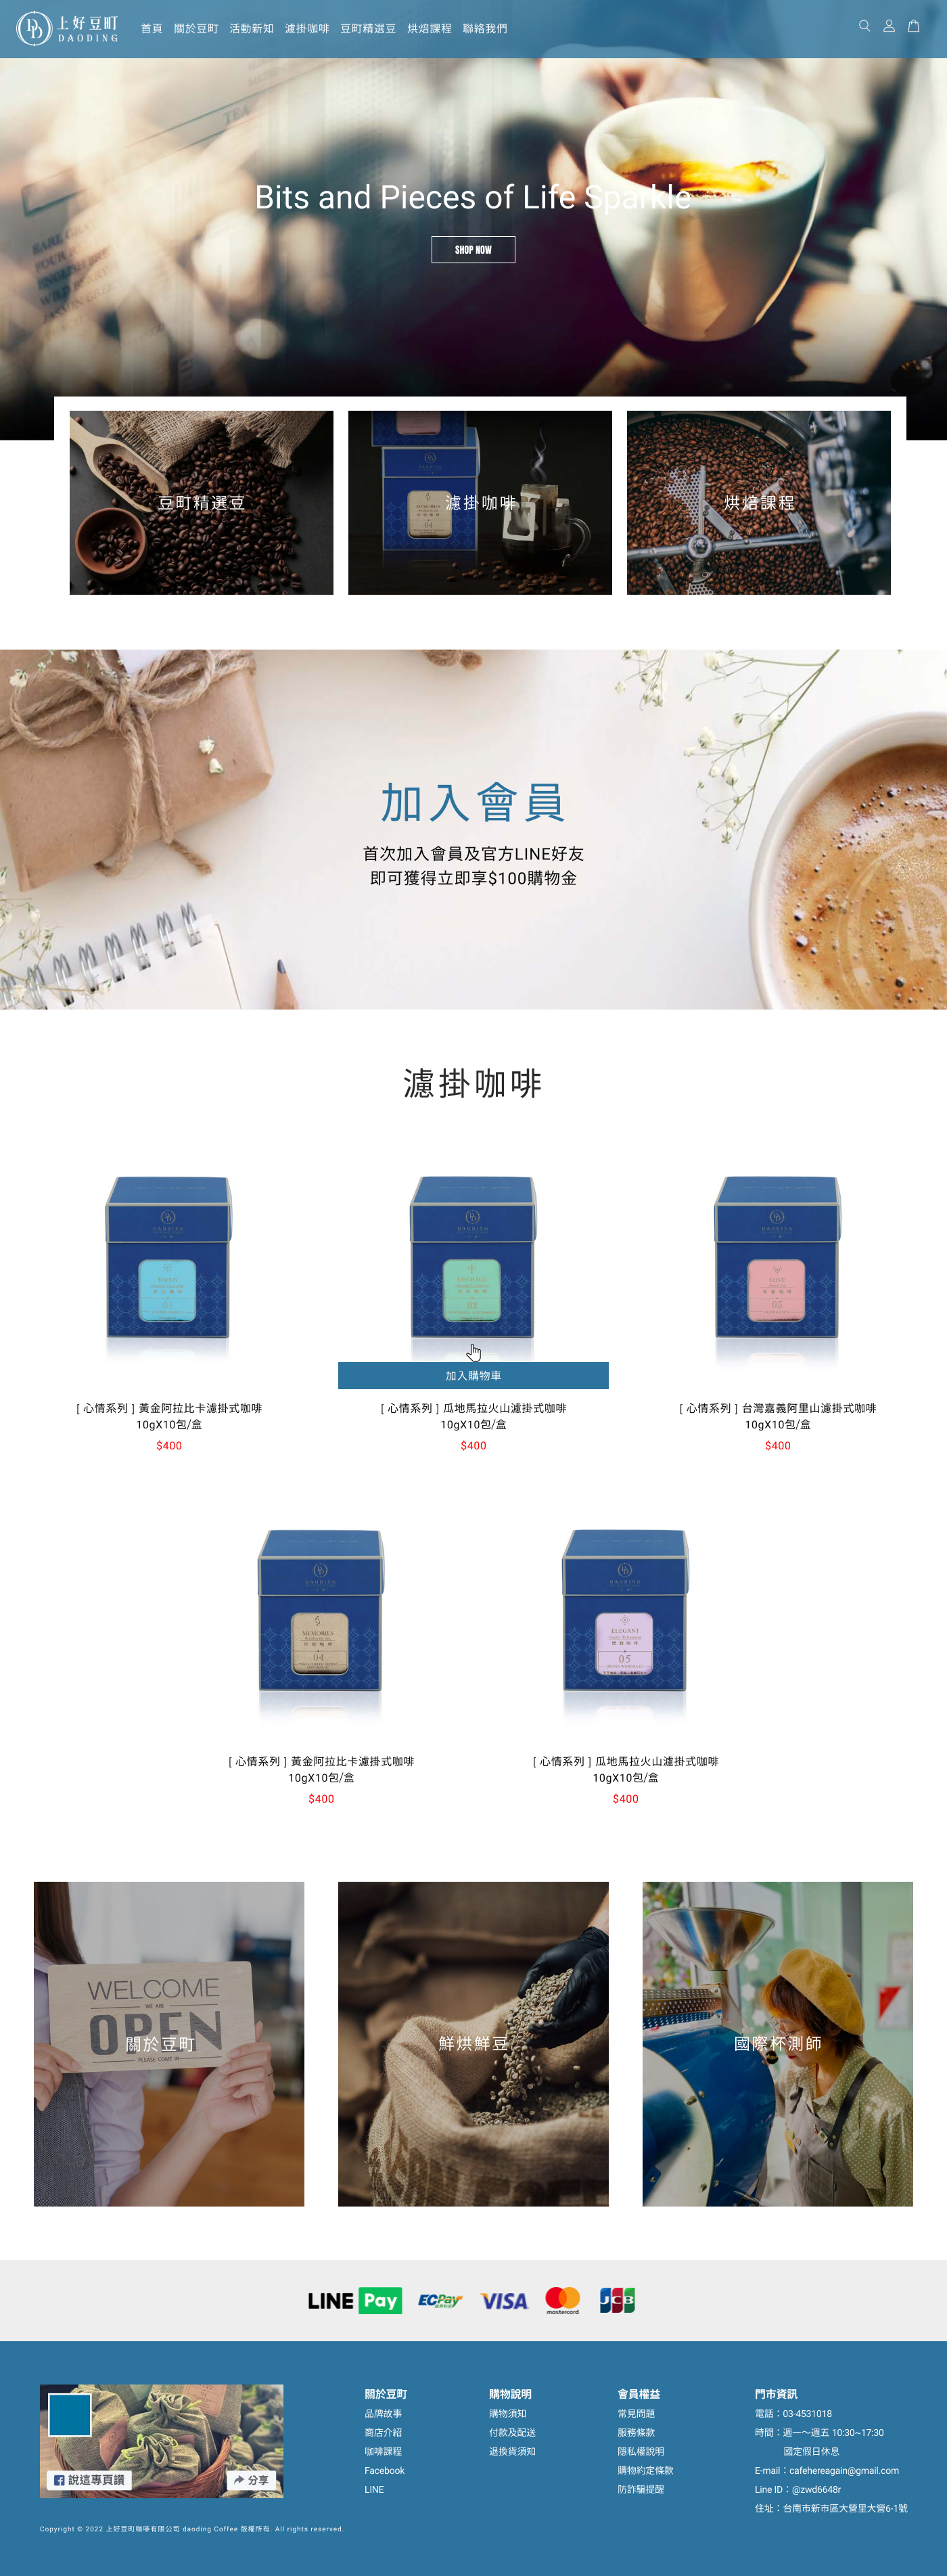 上好豆町
DAODING
首頁 關於豆町 活動新知 濾掛咖啡 豆町精選豆 烘焙課程 聯絡我們
Bits and Pieces of Life Sparkle
SHOP NOW
豆町精選豆
濾掛咖啡
烘焙課程
加入會員
首次加入會員及官方LINE好友
即可獲得立即享$100購物金
濾掛咖啡
FOCUS
01
COURAGE
02
LOVE
03
加入購物車
[ 心情系列 ] 黃金阿拉比卡濾掛式咖啡
10gX10包/盒
$400
[ 心情系列 ] 瓜地馬拉火山濾掛式咖啡
10gX10包/盒
$400
[ 心情系列 ] 台灣嘉義阿里山濾掛式咖啡
10gX10包/盒
$400
MEMORIES
04
ELEGANT
05
[ 心情系列 ] 黃金阿拉比卡濾掛式咖啡
10gX10包/盒
$400
[ 心情系列 ] 瓜地馬拉火山濾掛式咖啡
10gX10包/盒
$400
WELCOME
WE ARE
OPEN
PLEASE COME IN
關於豆町
鮮烘鮮豆
國際杯測師
LINE Pay
ECPay
VISA
mastercard
JCB
說這專頁讚
分享
關於豆町
品牌故事
商店介紹
咖啡課程
Facebook
LINE
購物說明
購物須知
付款及配送
退換貨須知
會員權益
常見問題
服務條款
隱私權說明
購物約定條款
防詐騙提醒
門市資訊
電話：03-4531018
時間：週一～週五 10:30~17:30
國定假日休息
E-mail：cafehereagain@gmail.com
Line ID：@zwd6648r
住址：台南市新市區大營里大營6-1號
Copyright © 2022 上好豆町咖啡有限公司 daoding Coffee 版權所有. All rights reserved.